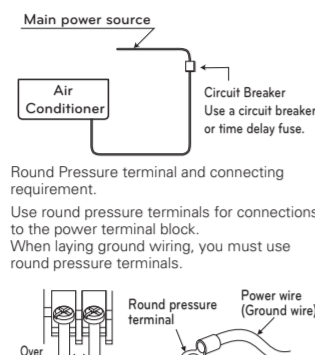 Main power source
Air
Conditioner
Circuit Breaker
Use a circuit breaker
or time delay fuse.
Round Pressure terminal and connecting
requirement.
Use round pressure terminals for connections
to the power terminal block.
When laying ground wiring, you must use
round pressure terminals.
Round pressure
terminal
Power wire
(Ground wire)
Over